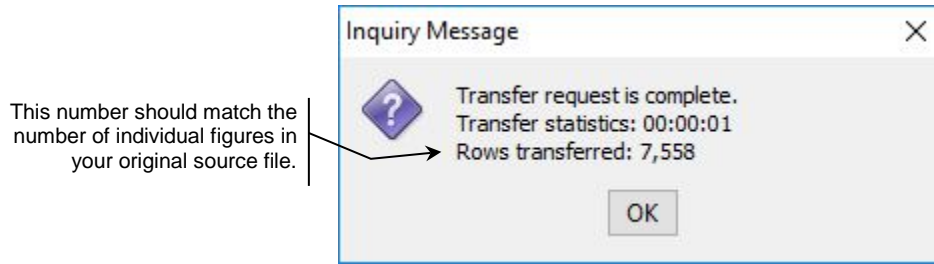 Inquiry Message
This number should match the
number of individual figures in
your original source file.
Transfer request is complete.
Transfer statistics: 00:00:01
Rows transferred: 7,558
OK